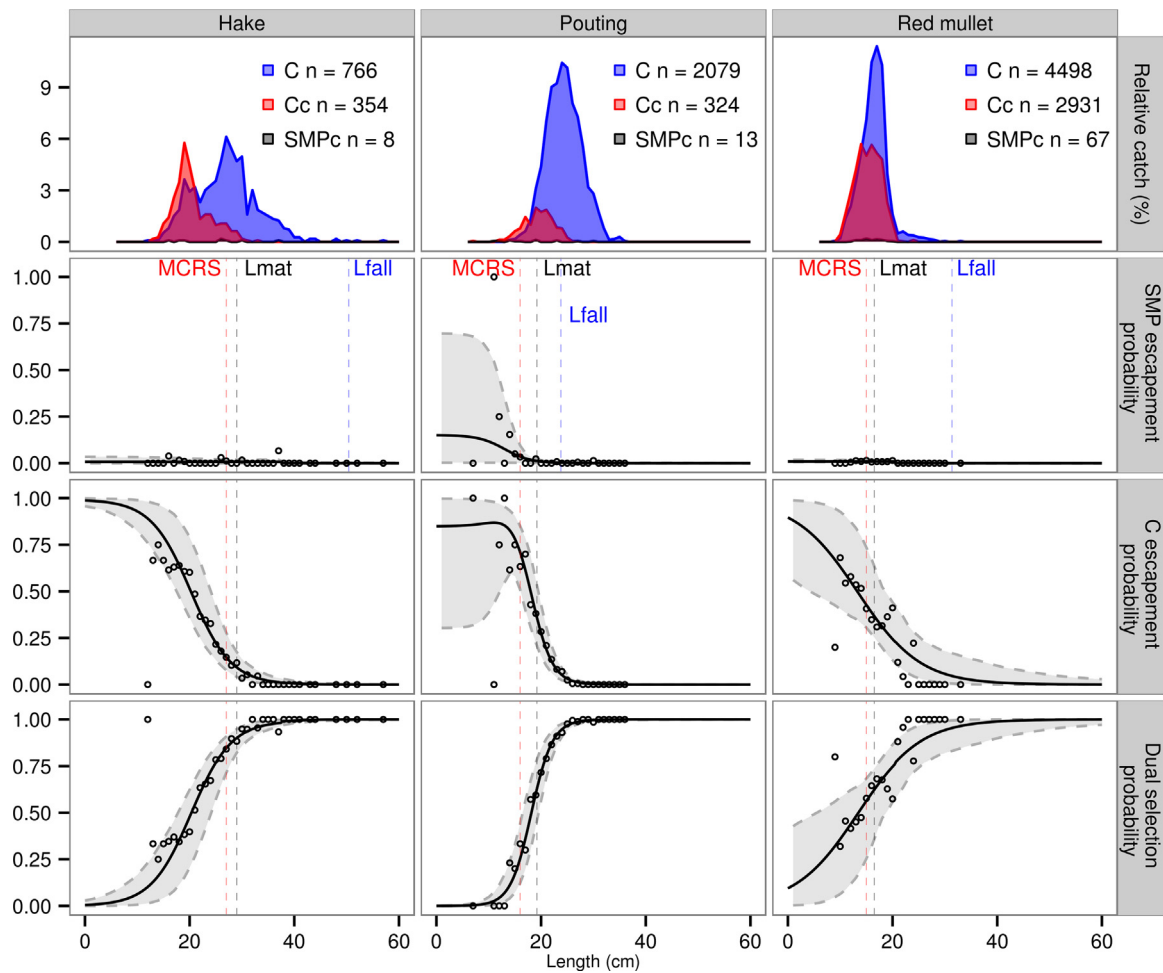 Hake Pouting Red mullet
C n = 766 C n = 2079 C n = 4498
9
Cc n = 354 Cc n = 324 Cc n = 2931
6
SMPc n = 8 SMPc n = 13 SMPc n = 67
3
0
Relative catch (%)
MCRS Lmat Lfall MCRS Lmat MCRS Lmat Lfall
1.00
Lfall
0.75
0.50
0.25
0.00
SMP escapement
probability
1.00
0.75
0.50
0.25
0.00
C escapement
probability
1.00
0.75
0.50
0.25
0.00
Dual selection
probability
0 20 40 60 0 20 40 60 0 20 40 60
Length (cm)